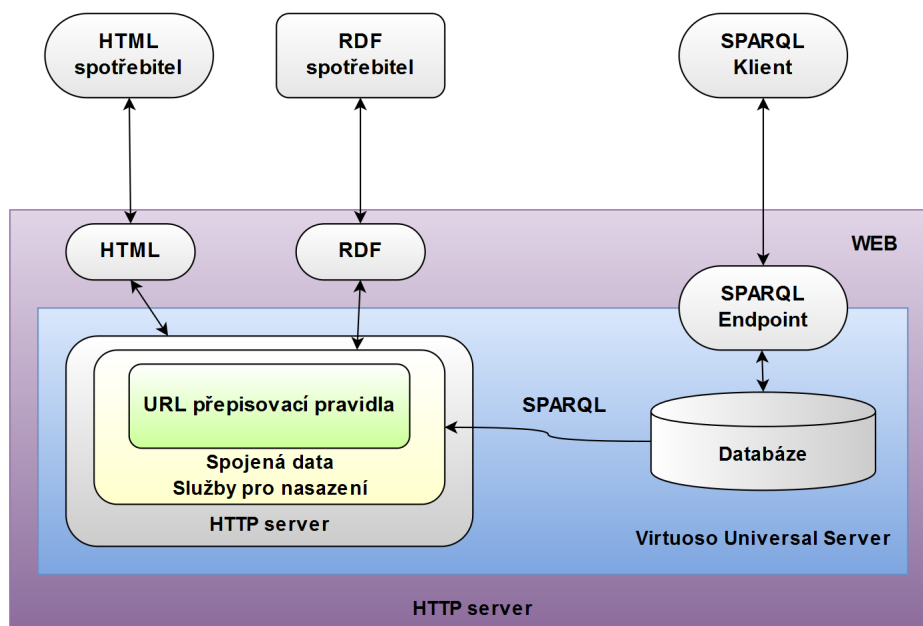 HTML
spotřebitel
RDF
spotřebitel
SPARQL
Klient
HTML
RDF
WEB
SPARQL
Endpoint
URL přepisovací pravidla
SPARQL
Spojená data
Služby pro nasazení
HTTP server
Databáze
Virtuoso Universal Server
HTTP server